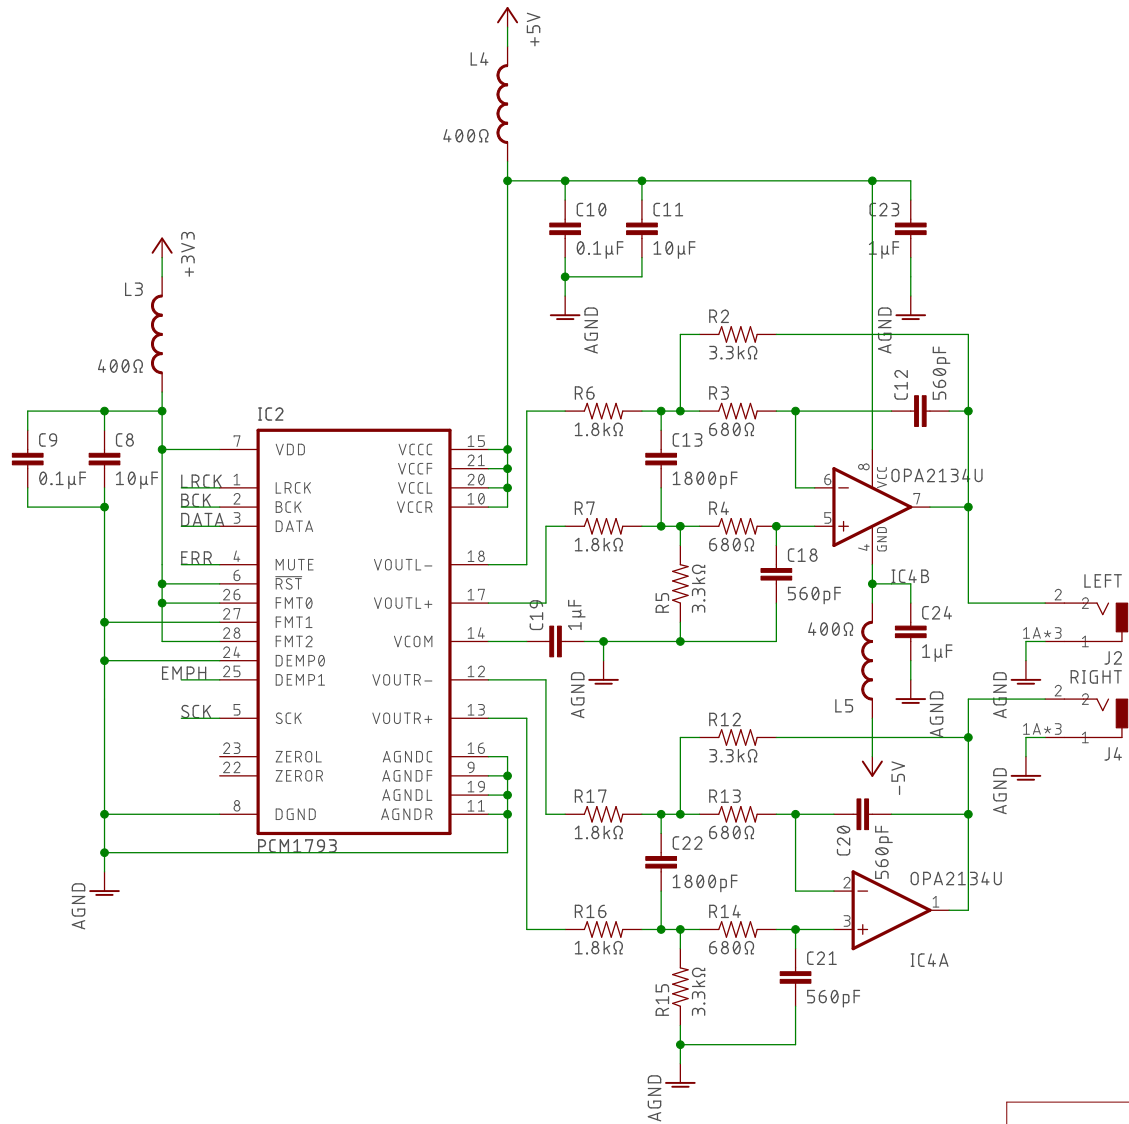 +5V
L4
400Ω
C10
0.1µF
C11
10µF
C23
1µF
AGND
AGND
+3V3
L3
400Ω
C9
0.1µF
C8
10µF
R2
3.3kΩ
R6
1.8kΩ
R3
680Ω
C12
560pF
C13
1800pF
R7
1.8kΩ
R4
680Ω
R5
3.3kΩ
C18
560pF
6
5
7
8
VCC
4
GND
OPA2134U
IC4B
IC2
7 VDD
LRCK 1 LRCK
BCK 2 BCK
DATA 3 DATA
ERR 4 MUTE
6 RST
26 FMT0
27 FMT1
28 FMT2
24 DEMP0
EMPH 25 DEMP1
SCK 5 SCK
23 ZEROL
22 ZEROR
8 DGND
VCCC 15
VCCF 21
VCCL 20
VCCR 10
VOUTL- 18
VOUTL+ 17
VCOM 14
VOUTR- 12
VOUTR+ 13
AGNDC 16
AGNDF 9
AGNDL 19
AGNDR 11
PCM1793
AGND
C19
1µF
AGND
400Ω
L5
C24
1µF
AGND
-5V
LEFT
2 2
1A*3 1
J2
AGND
RIGHT
2 2
1A*3 1
J4
AGND
R12
3.3kΩ
R17
1.8kΩ
R13
680Ω
C20
560pF
C22
1800pF
R16
1.8kΩ
R14
680Ω
R15
3.3kΩ
C21
560pF
2
3
1
OPA2134U
IC4A
AGND